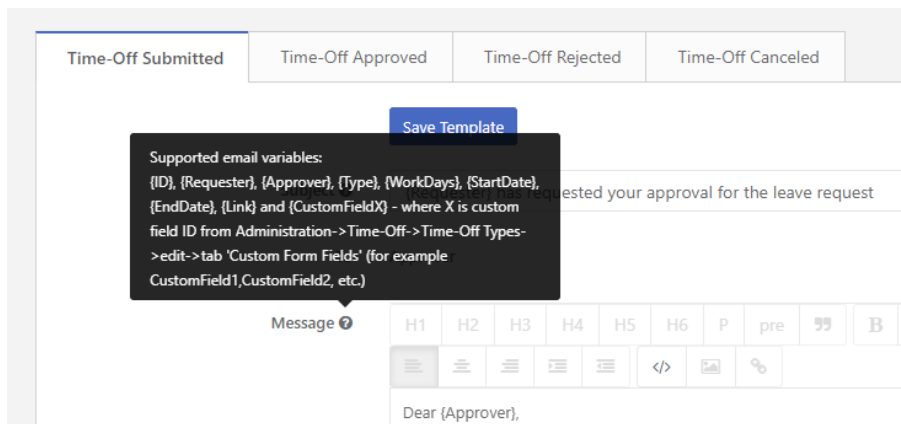 Time-Off Submitted Time-Off Approved Time-Off Rejected Time-Off Canceled
Save Template
Supported email variables:
{ID}, {Requester}, {Approver}, {Type}, {WorkDays}, {StartDate},
{EndDate}, {Link} and {CustomFieldX} - where X is custom
field ID from Administration->Time-Off->Time-Off Types-
>edit->tab 'Custom Form Fields' (for example
CustomField1,CustomField2, etc.)
has requested your approval for the leave request
Message
H1 H2 H3 H4 H5 H6 P pre B
Dear {Approver},